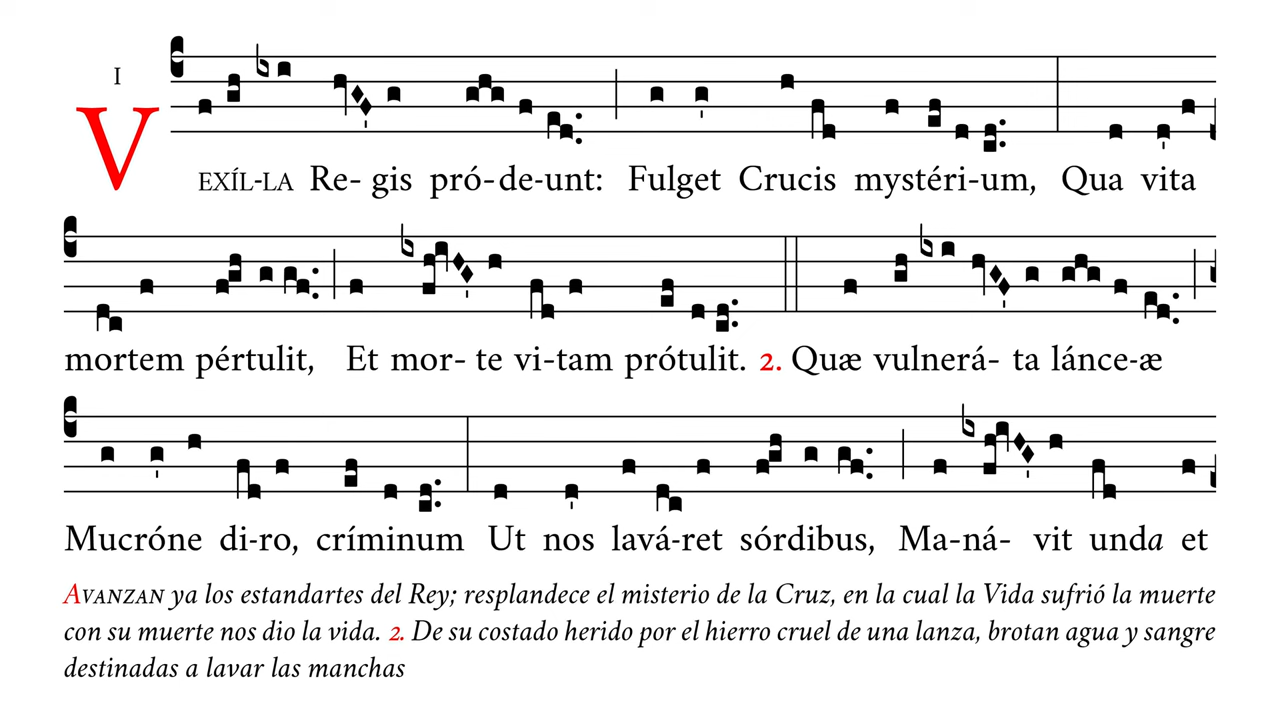 I
VEXÍL-LA Re- gis pró-de-unt: Fulget Crucis mystéri-um, Qua vita
mortem pértulit, Et mor- te vi-tam prótulit. 2. Quæ vulnerá- ta lánce-æ
Mucróne di-ro, críminum Ut nos lavá-ret sórdibus, Ma-ná- vit unda et
AVANZAN ya los estandartes del Rey; resplandece el misterio de la Cruz, en la cual la Vida sufrió la muerte
con su muerte nos dio la vida. 2. De su costado herido por el hierro cruel de una lanza, brotan agua y sangre
destinadas a lavar las manchas